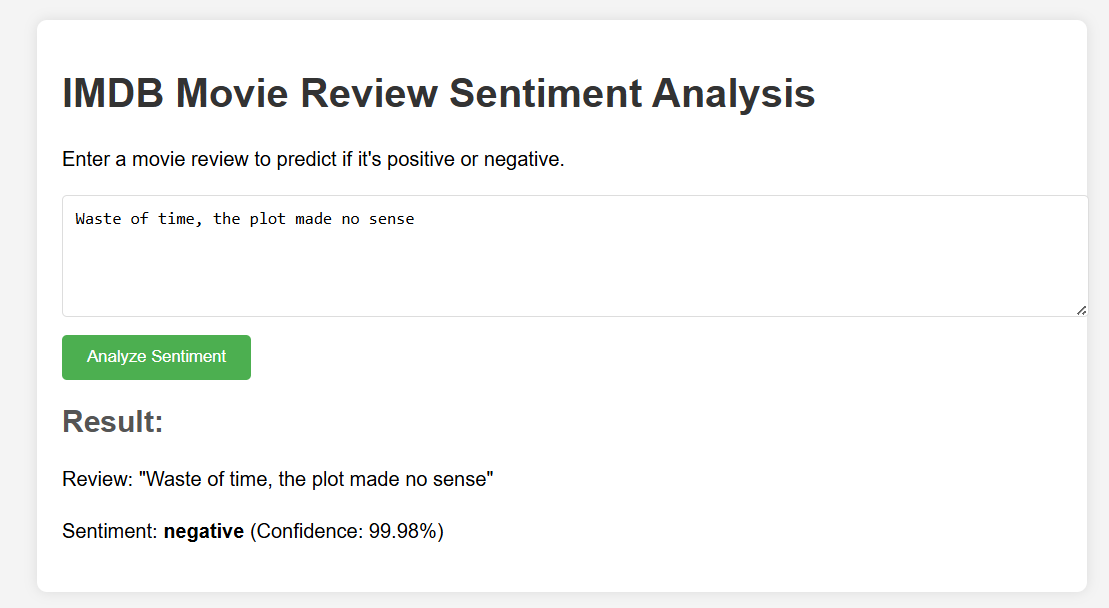 IMDB Movie Review Sentiment Analysis
Enter a movie review to predict if it's positive or negative.
Waste of time, the plot made no sense
Analyze Sentiment
Result:
Review: "Waste of time, the plot made no sense"
Sentiment: negative (Confidence: 99.98%)